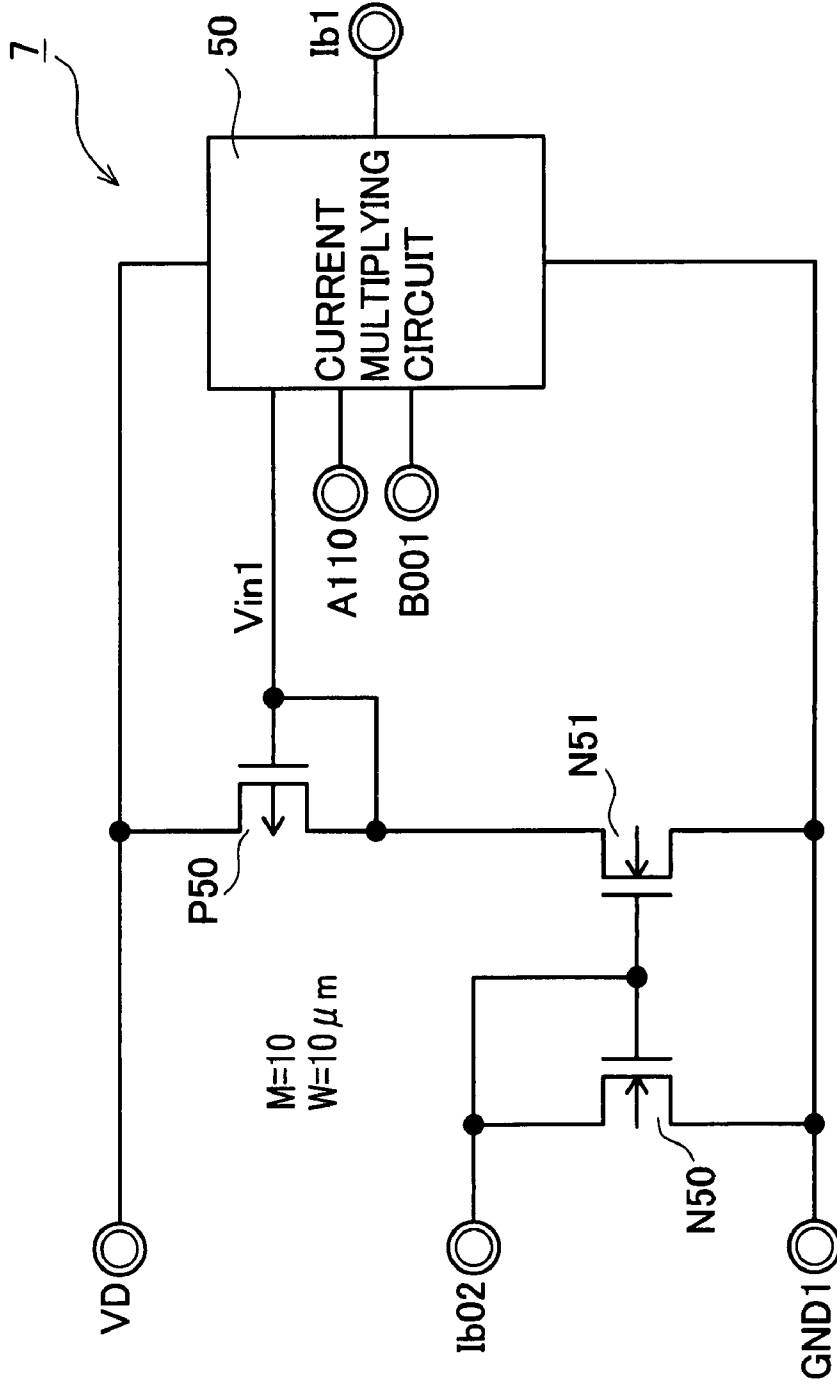 7
VD
P50
Vin1
50
CURRENT
MULTIPLYING
CIRCUIT
Ib1
A110
B001
M=10
W=10μm
N51
Ib02
N50
GND1